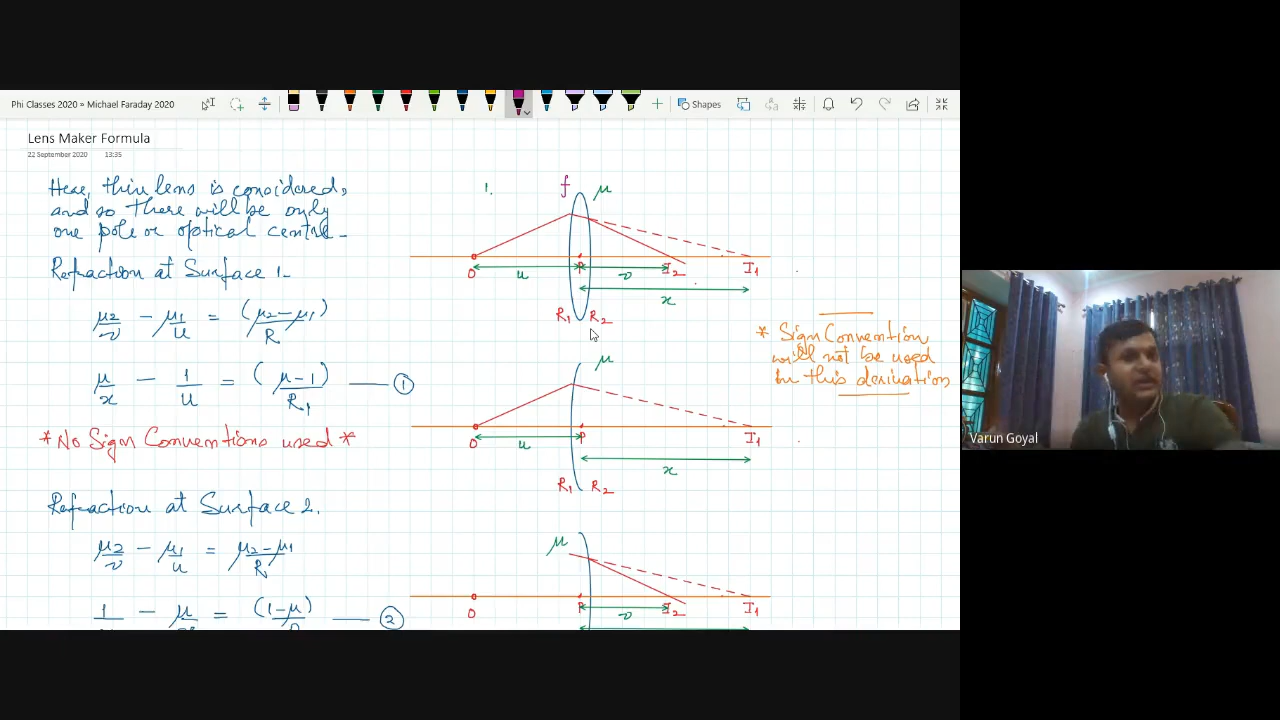 Phi Classes 2020 » Michael Faraday 2020
Shapes
Lens Maker Formula
22 September 2020 13:35
Here, thin lens is considered,
and so there will be only
one pole or optical centre.
Refraction at Surface 1.
μ2/v - μ1/u = (μ2-μ1)/R
μ/x - 1/u = (μ-1)/R1 — ①
*No Sign Conventions used*
Refraction at Surface 2.
μ2/v - μ1/u = μ2-μ1/R
1 - μ = (1-μ) — ②
1. f μ
O u P v I2 I1
x
R1 R2
μ
O u P I1
x
R1 R2
μ
O P v I2 I1
* Sign Convention
will not be used
in this derivation
Varun Goyal